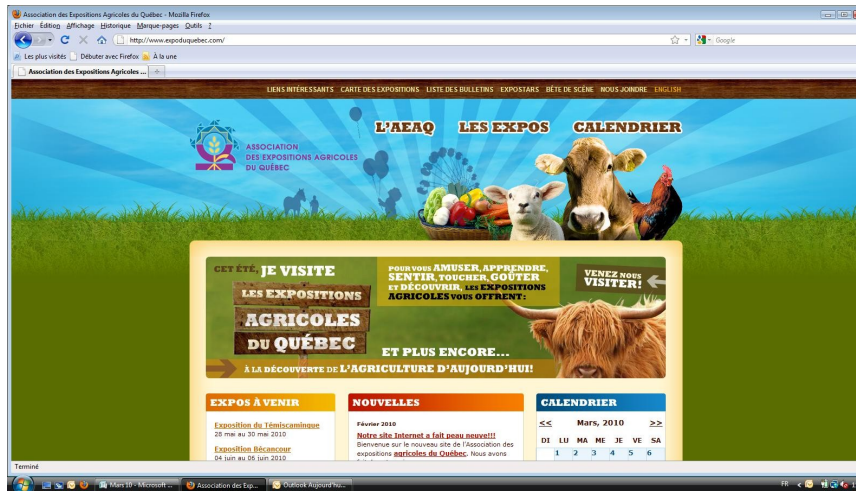 Association des Expositions Agricoles du Québec - Mozilla Firefox
Fichier Edition Affichage Historique Marque-pages Outils ?
http://www.expoduquebec.com/
Google
Les plus visités Débuter avec Firefox À la une
Association des Expositions Agricoles ...
LIENS INTÉRESSANTS CARTE DES EXPOSITIONS LISTE DES BULLETINS EXPOSTARS BÊTE DE SCÈNE NOUS JOINDRE ENGLISH
L'AEAQ LES EXPOS CALENDRIER
ASSOCIATION
DES EXPOSITIONS AGRICOLES
DU QUÉBEC
CET ÉTÉ, JE VISITE
LES EXPOSITIONS
AGRICOLES
DU QUÉBEC
POUR VOUS AMUSER, APPRENDRE,
SENTIR, TOUCHER, GOÛTER
ET DÉCOUVRIR, LES EXPOSITIONS
AGRICOLES VOUS OFFRENT:
VENEZ NOUS
VISITER!
ET PLUS ENCORE...
À LA DÉCOUVERTE DE L'AGRICULTURE D'AUJOURD'HUI!
EXPOS À VENIR
Exposition du Témiscamingue
28 mai au 30 mai 2010
Exposition Bécancour
04 juin au 06 juin 2010
NOUVELLES
Février 2010
Notre site Internet a fait peau neuve!!!
Bienvenue sur le nouveau site de l'Association des
expositions agricoles du Québec. Nous avons
CALENDRIER
<< Mars, 2010 >>
DI LU MA ME JE VE SA
1 2 3 4 5 6
Terminé
Mars 10 - Microsoft ... Association des Exp... Outlook Aujourd'hu...
FR